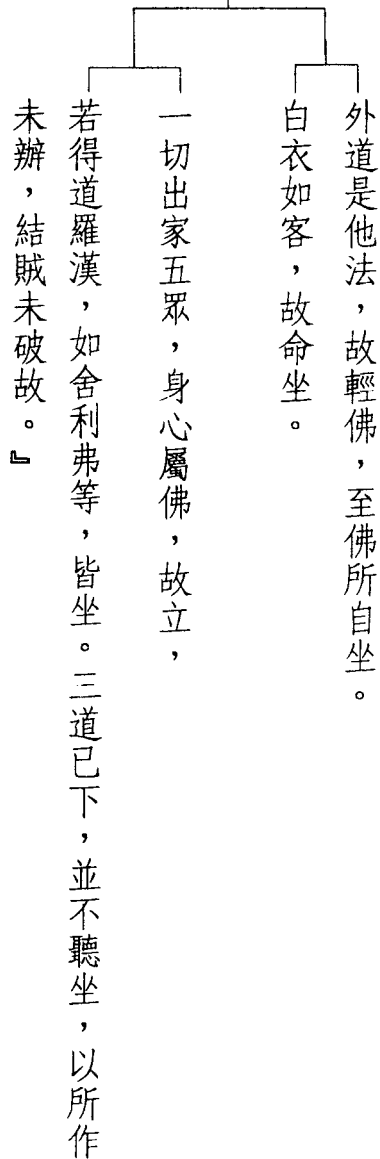 外道是他法，故輕佛，至佛所自坐。
白衣如客，故命坐。
一切出家五眾，身心屬佛，故立，
若得道羅漢，如舍利弗等，皆坐。三道已下，並不聽坐，以所作
未辦，結賊未破故。』